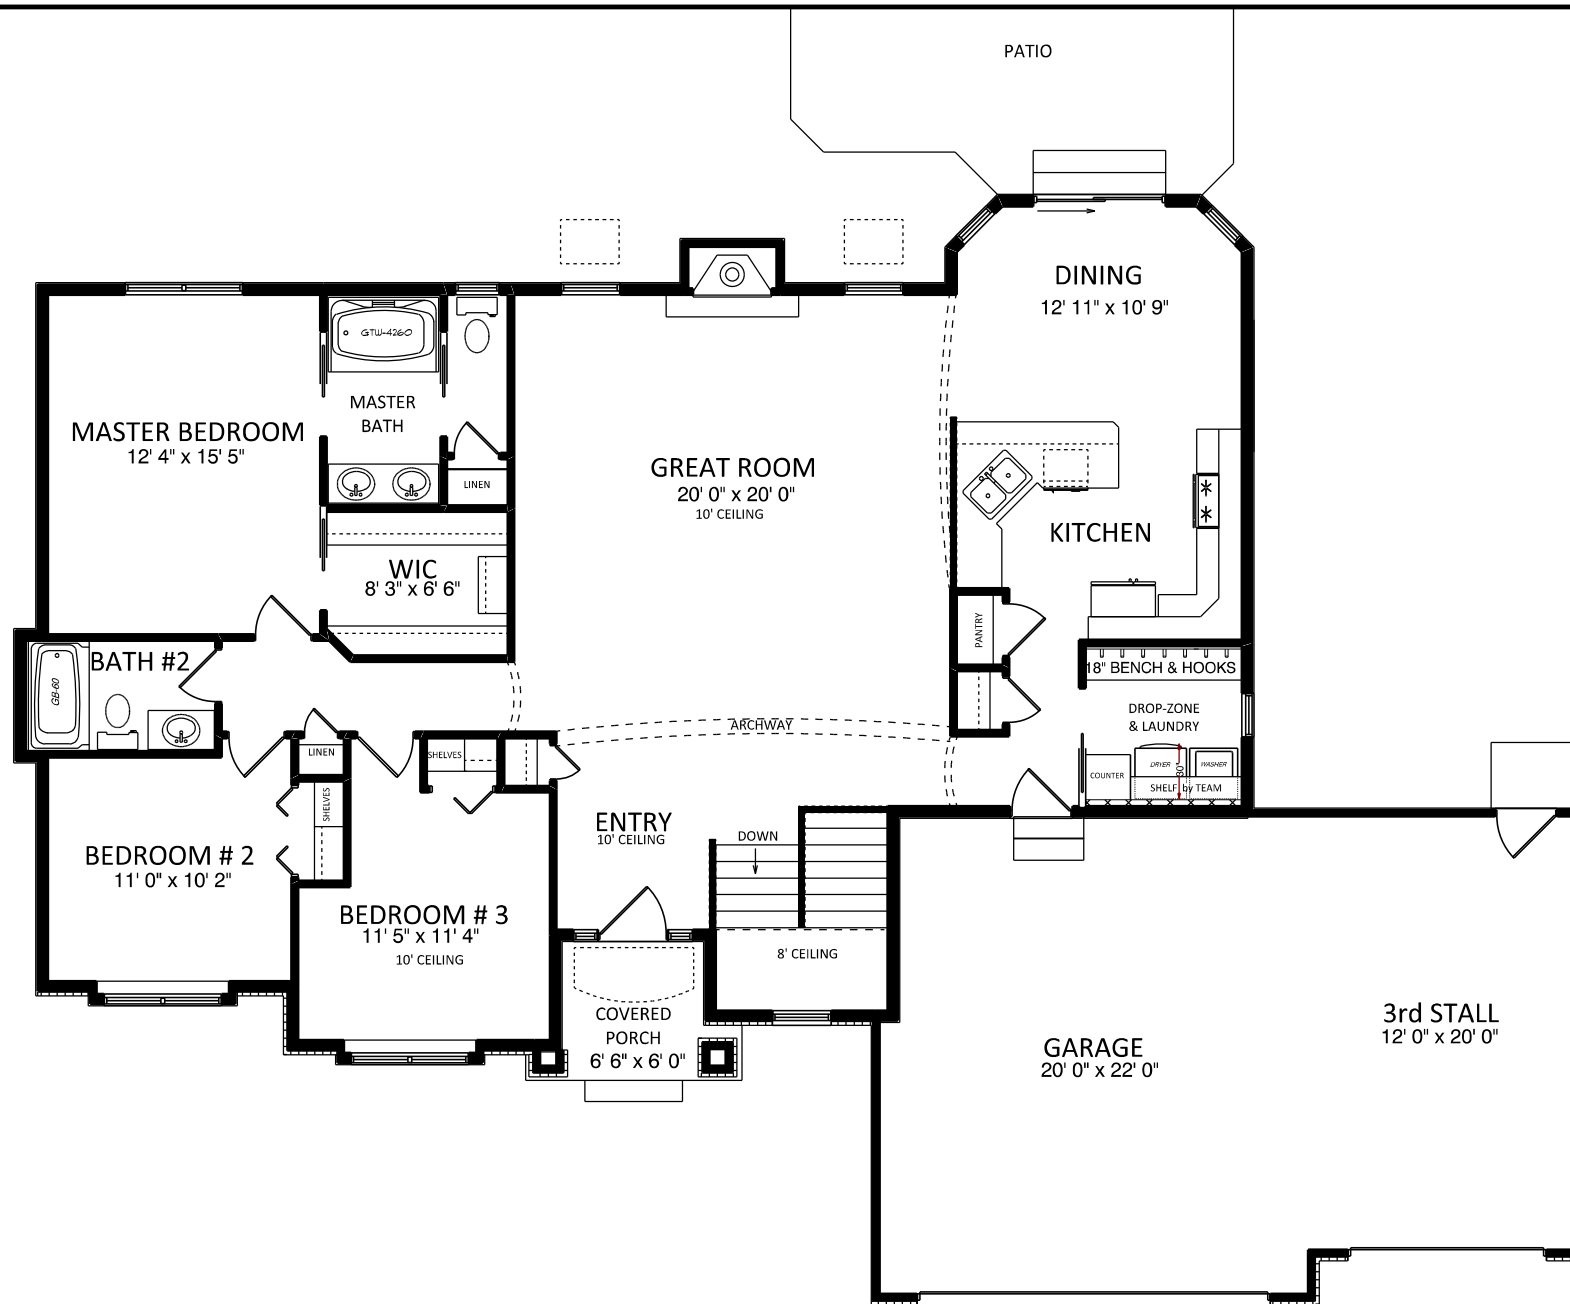 PATIO
DINING
12' 11" x 10' 9"
GTW-4260
MASTER
BATH
MASTER BEDROOM
12' 4" x 15' 5"
LINEN
GREAT ROOM
20' 0" x 20' 0"
10' CEILING
KITCHEN
WIC
8' 3" x 6' 6"
PANTRY
BATH #2
GB-60
18" BENCH & HOOKS
DROP-ZONE
& LAUNDRY
ARCHWAY
LINEN
SHELVES
DRYER
WASHER
30"
COUNTER
SHELF by TEAM
SHELVES
ENTRY
10' CEILING
DOWN
BEDROOM # 2
11' 0" x 10' 2"
BEDROOM # 3
11' 5" x 11' 4"
10' CEILING
8' CEILING
COVERED
PORCH
6' 6" x 6' 0"
GARAGE
20' 0" x 22' 0"
3rd STALL
12' 0" x 20' 0"